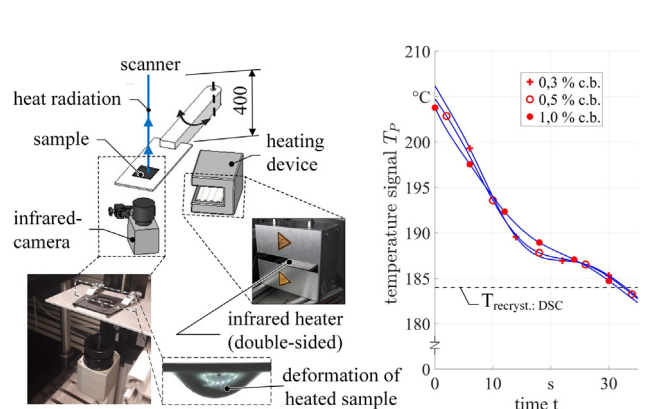 scanner
heat radiation
400
sample
heating
device
infrared-
camera
infrared heater
(double-sided)
deformation of
heated sample
210
°C
200
195
190
185
180
0
temperature signal T_P
0,3 % c.b.
0,5 % c.b.
1,0 % c.b.
T_recryst.: DSC
0 10 s 30
time t